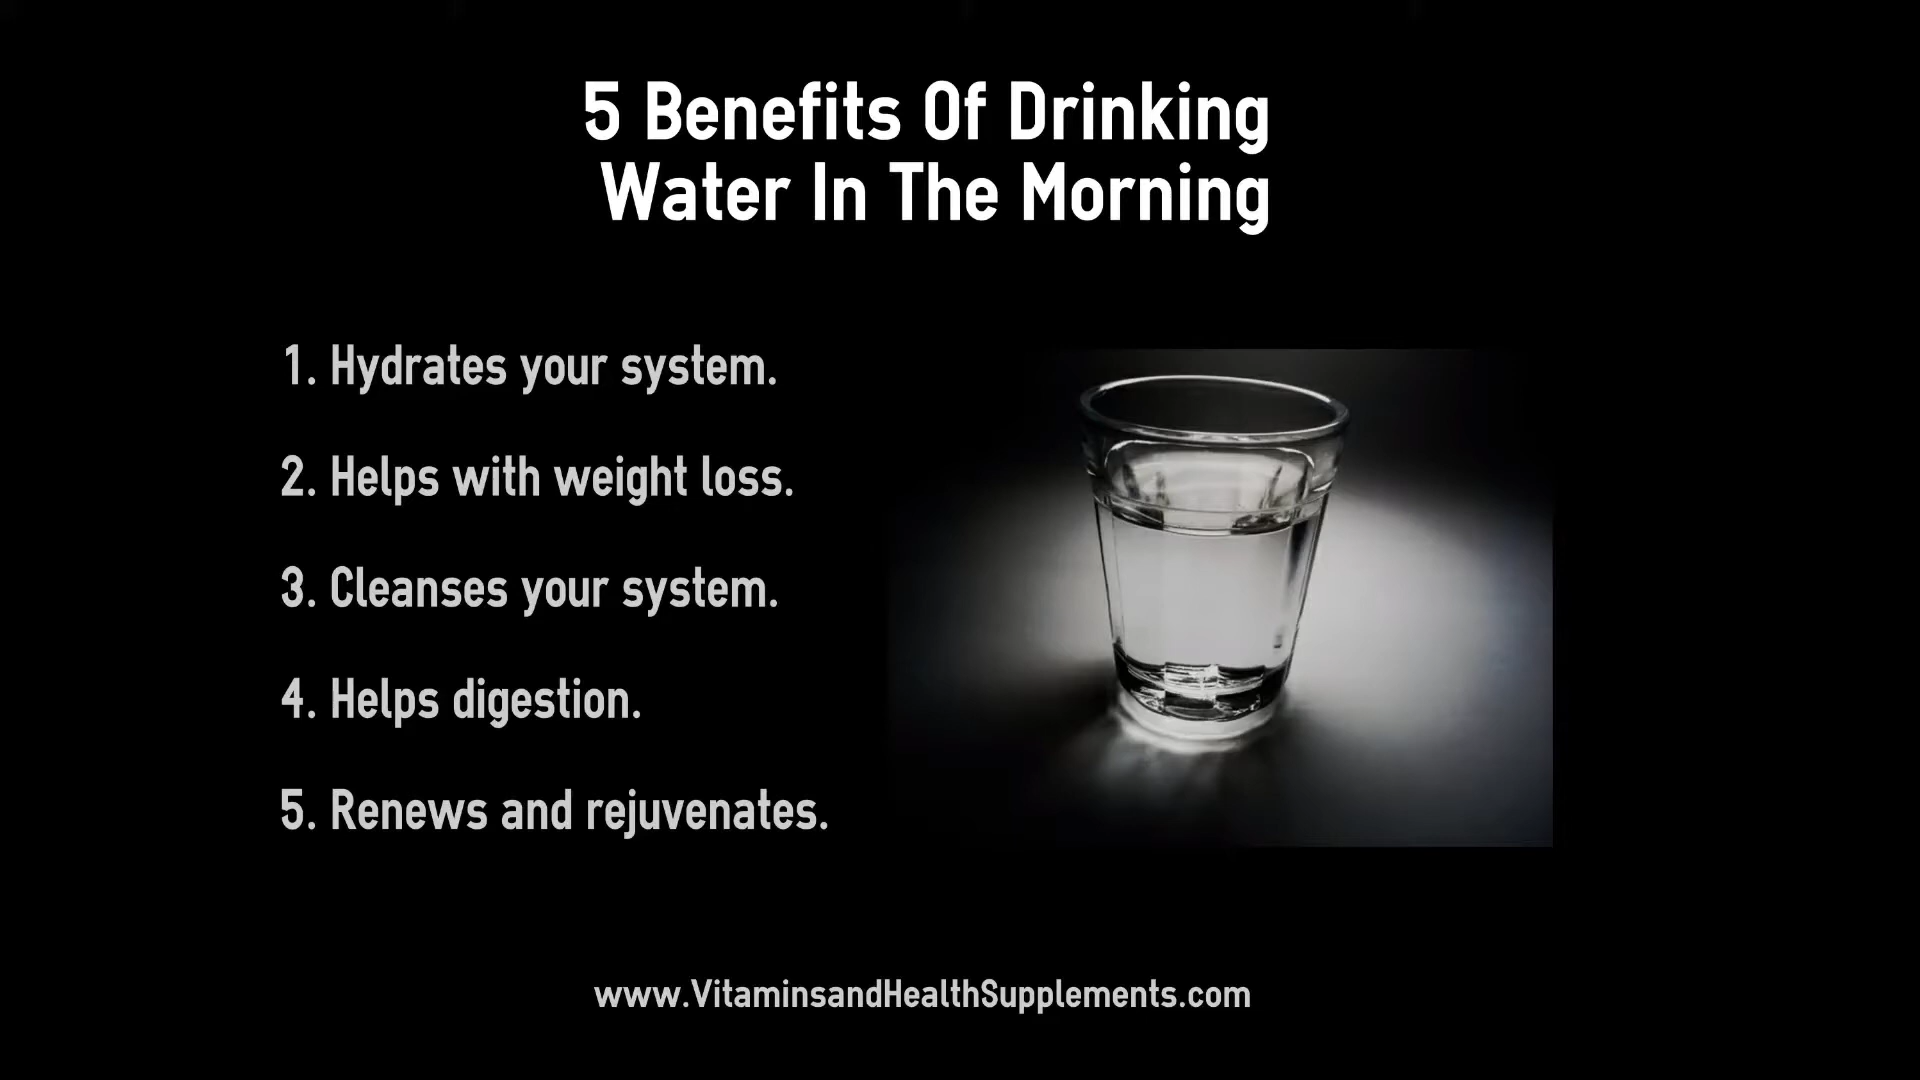 5 Benefits Of Drinking
Water In The Morning
1. Hydrates your system.
2. Helps with weight loss.
3. Cleanses your system.
4. Helps digestion.
5. Renews and rejuvenates.
www.VitaminsandHealthSupplements.com